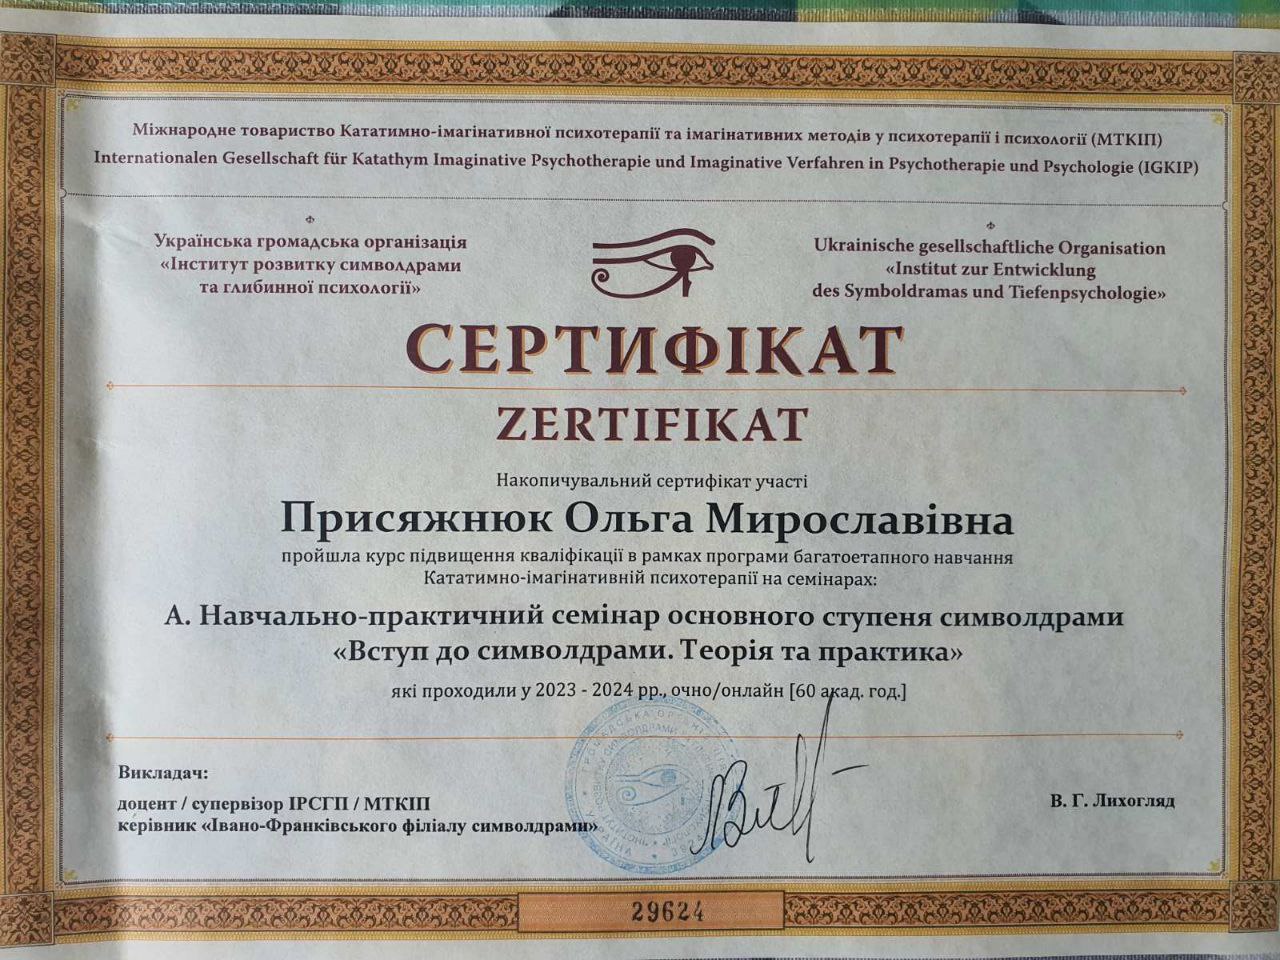 Міжнародне товариство Кататимно-імагінативної психотерапії та імагінативних методів у психотерапії і психології (МТКІП)
Internationalen Gesellschaft für Katathym Imaginative Psychotherapie und Imaginative Verfahren in Psychotherapie und Psychologie (IGKIP)
Українська громадська організація
«Інститут розвитку символдрами
та глибинної психології»
Ukrainische gesellschaftliche Organisation
«Institut zur Entwicklung
des Symboldramas und Tiefenpsychologie»
СЕРТИФІКАТ
ZERTIFIKAT
Накопичувальний сертифікат участі
Присяжнюк Ольга Мирославівна
пройшла курс підвищення кваліфікації в рамках програми багатоетапного навчання
Кататимно-імагінативній психотерапії на семінарах:
А. Навчально-практичний семінар основного ступеня символдрами
«Вступ до символдрами. Теорія та практика»
які проходили у 2023 - 2024 рр., очно/онлайн [60 акад. год.]
Викладач:
доцент / супервізор ІРСГП / МТКІП
керівник «Івано-Франківського філіалу символдрами»
В. Г. Лихогляд
29624